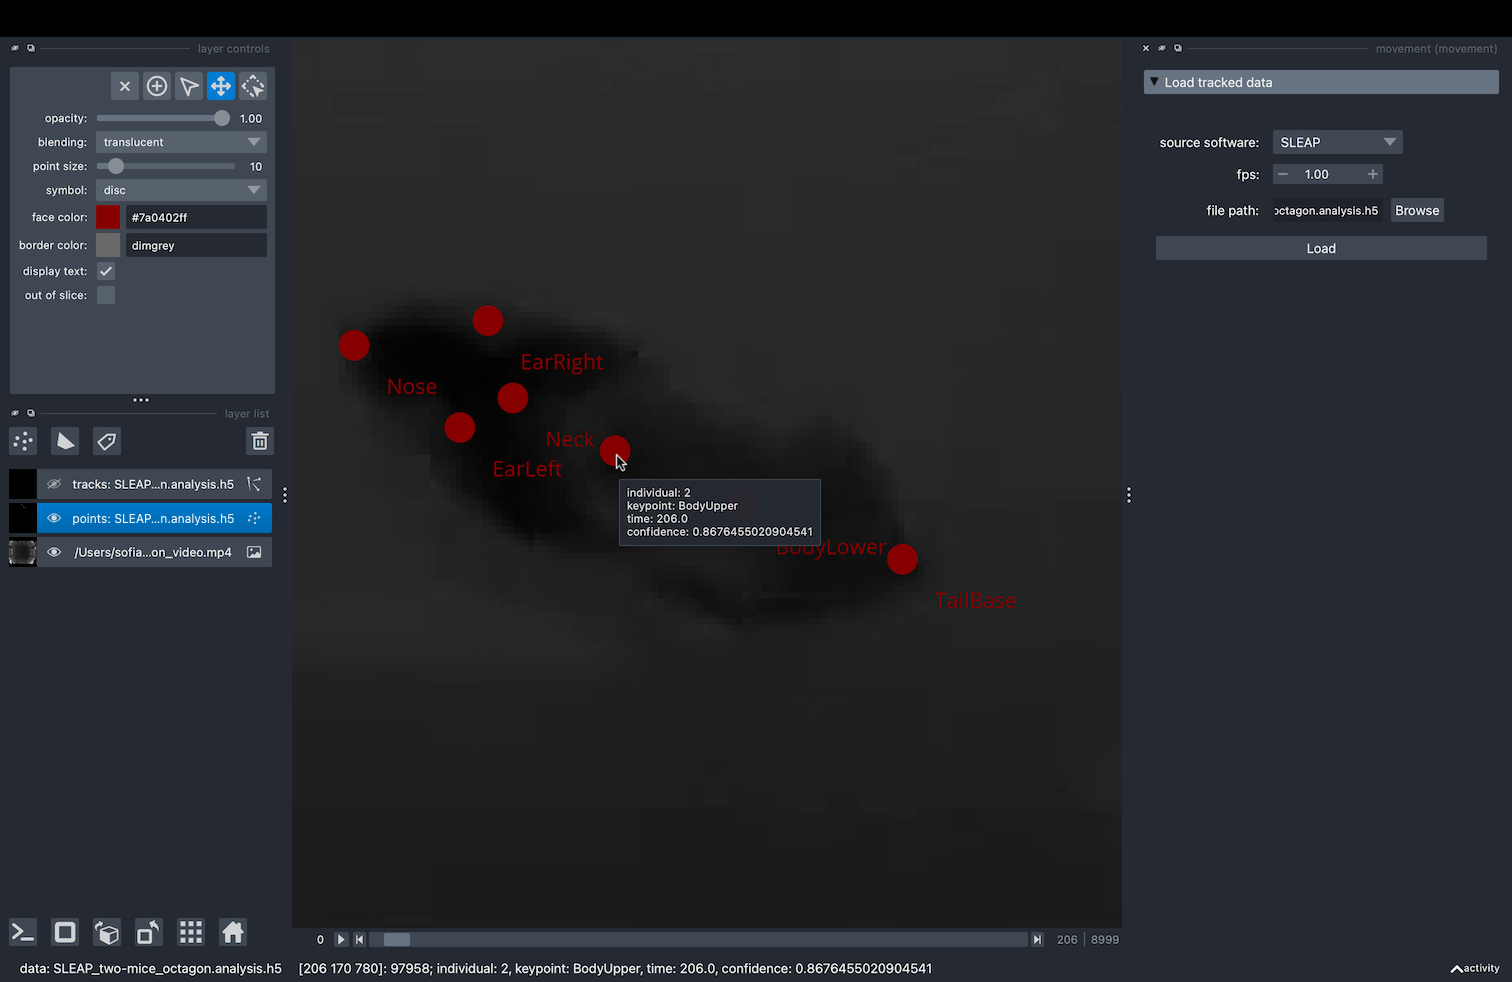 layer controls
opacity: 1.00
blending: translucent
point size: 10
symbol: disc
face color: #7a0402ff
border color: dimgrey
display text:
out of slice:
layer list
tracks: SLEAP...n.analysis.h5
points: SLEAP...n.analysis.h5
/Users/sofia...on_video.mp4
EarRight
Nose
Neck
EarLeft
individual: 2
keypoint: BodyUpper
time: 206.0
confidence: 0.8676455020904541
BodyLower
TailBase
movement (movement)
Load tracked data
source software: SLEAP
fps: 1.00
file path: octagon.analysis.h5 Browse
Load
0 206 8999
data: SLEAP_two-mice_octagon.analysis.h5 [206 170 780]: 97958; individual: 2, keypoint: BodyUpper, time: 206.0, confidence: 0.8676455020904541
activity